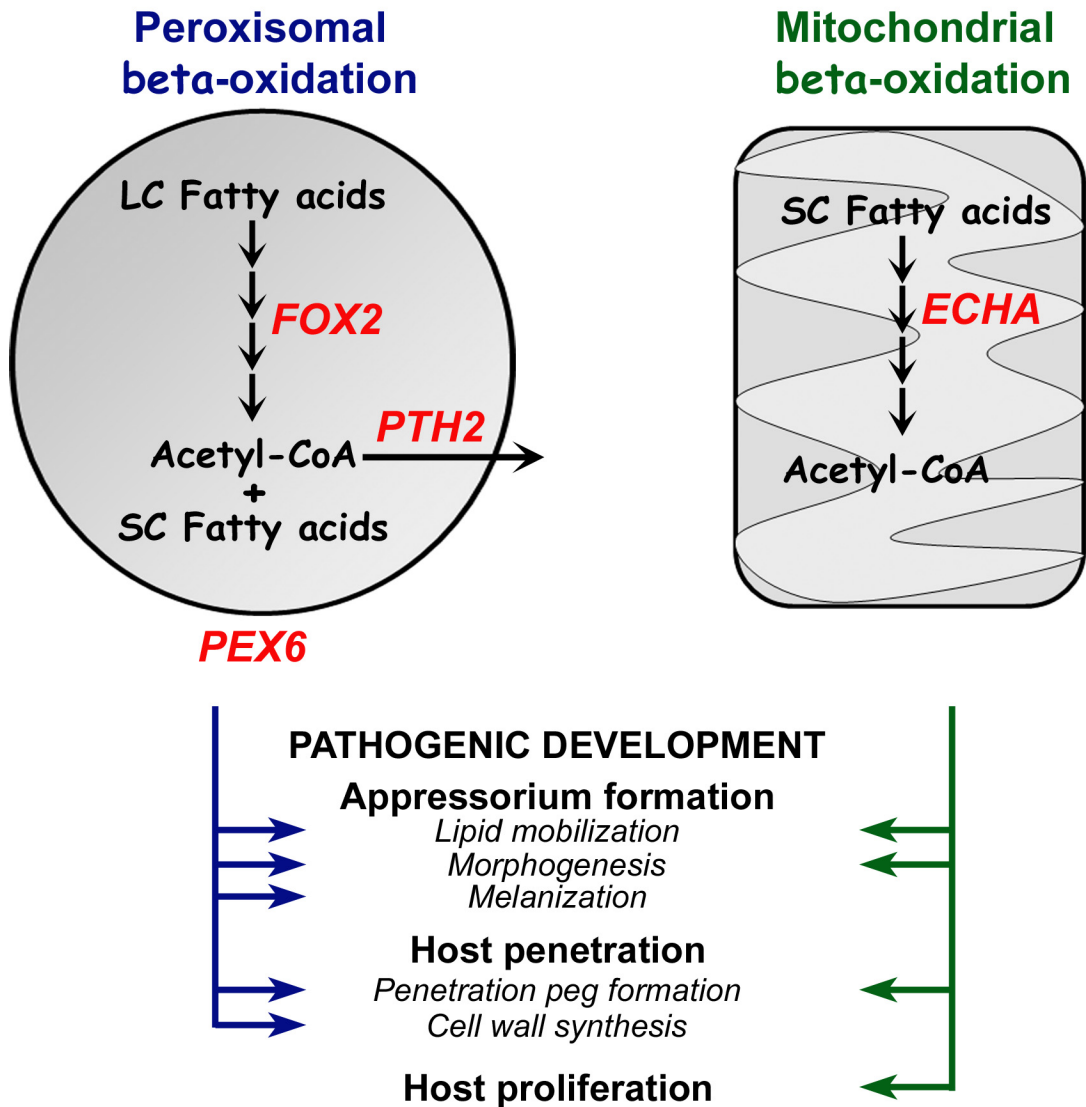 Peroxisomal
beta-oxidation
LC Fatty acids
FOX2
PTH2
Acetyl-CoA
+
SC Fatty acids
PEX6
Mitochondrial
beta-oxidation
SC Fatty acids
ECHA
Acetyl-CoA
PATHOGENIC DEVELOPMENT
Appressorium formation
Lipid mobilization
Morphogenesis
Melanization
Host penetration
Penetration peg formation
Cell wall synthesis
Host proliferation